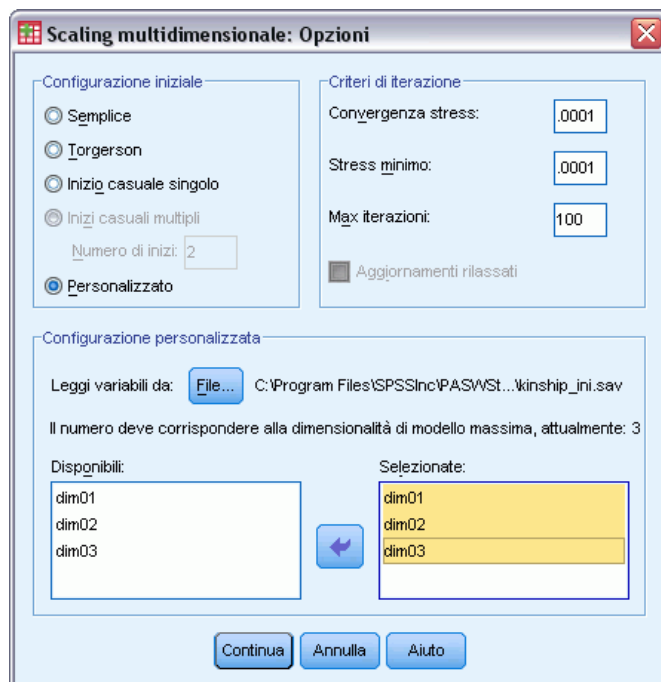 Scaling multidimensionale: Opzioni
Configurazione iniziale
Semplice
Torgerson
Inizio casuale singolo
Inizi casuali multipli
Numero di inizi: 2
Personalizzato
Criteri di iterazione
Convergenza stress: .0001
Stress minimo: .0001
Max iterazioni: 100
Aggiornamenti rilassati
Configurazione personalizzata
Leggi variabili da: File... C:\Program Files\SPSSInc\PASWSt...\kinship_ini.sav
Il numero deve corrispondere alla dimensionalità di modello massima, attualmente: 3
Disponibili:
dim01
dim02
dim03
Selezionate:
dim01
dim02
dim03
Continua Annulla Aiuto